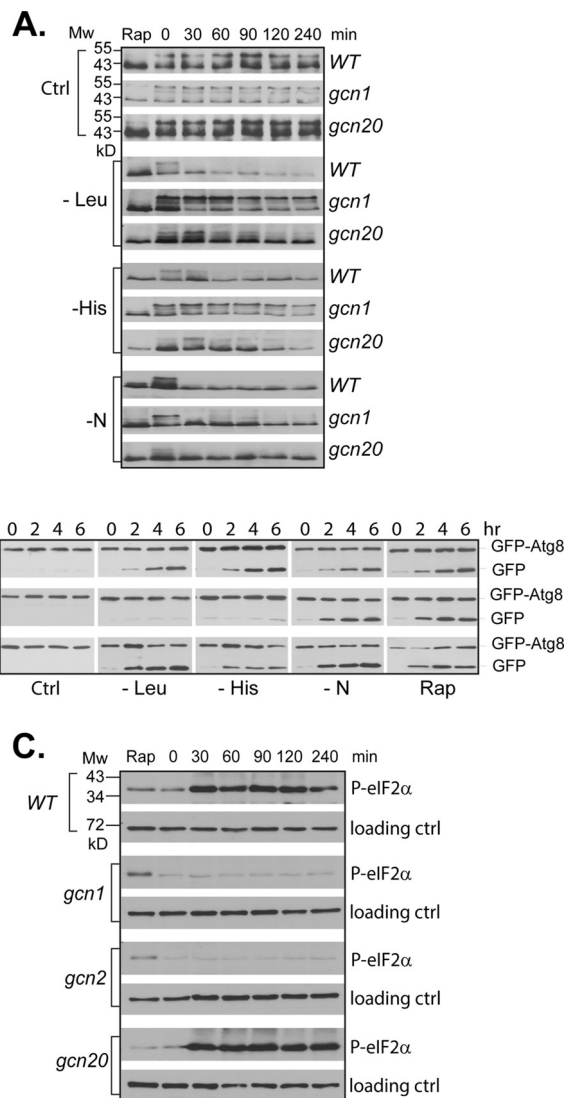 A.
Mw Rap 0 30 60 90 120 240 min
55
43
WT
Ctrl
55
43
gcn1
55
43
gcn20
kD
WT
- Leu
gcn1
gcn20
WT
-His
gcn1
gcn20
WT
-N
gcn1
gcn20
0 2 4 6 0 2 4 6 0 2 4 6 0 2 4 6 0 2 4 6 hr
GFP-Atg8
GFP
GFP-Atg8
GFP
GFP-Atg8
GFP
Ctrl - Leu - His - N Rap
C.
Mw Rap 0 30 60 90 120 240 min
43
34
P-eIF2α
WT
72
loading ctrl
kD
P-eIF2α
gcn1
loading ctrl
P-eIF2α
gcn2
loading ctrl
P-eIF2α
gcn20
loading ctrl